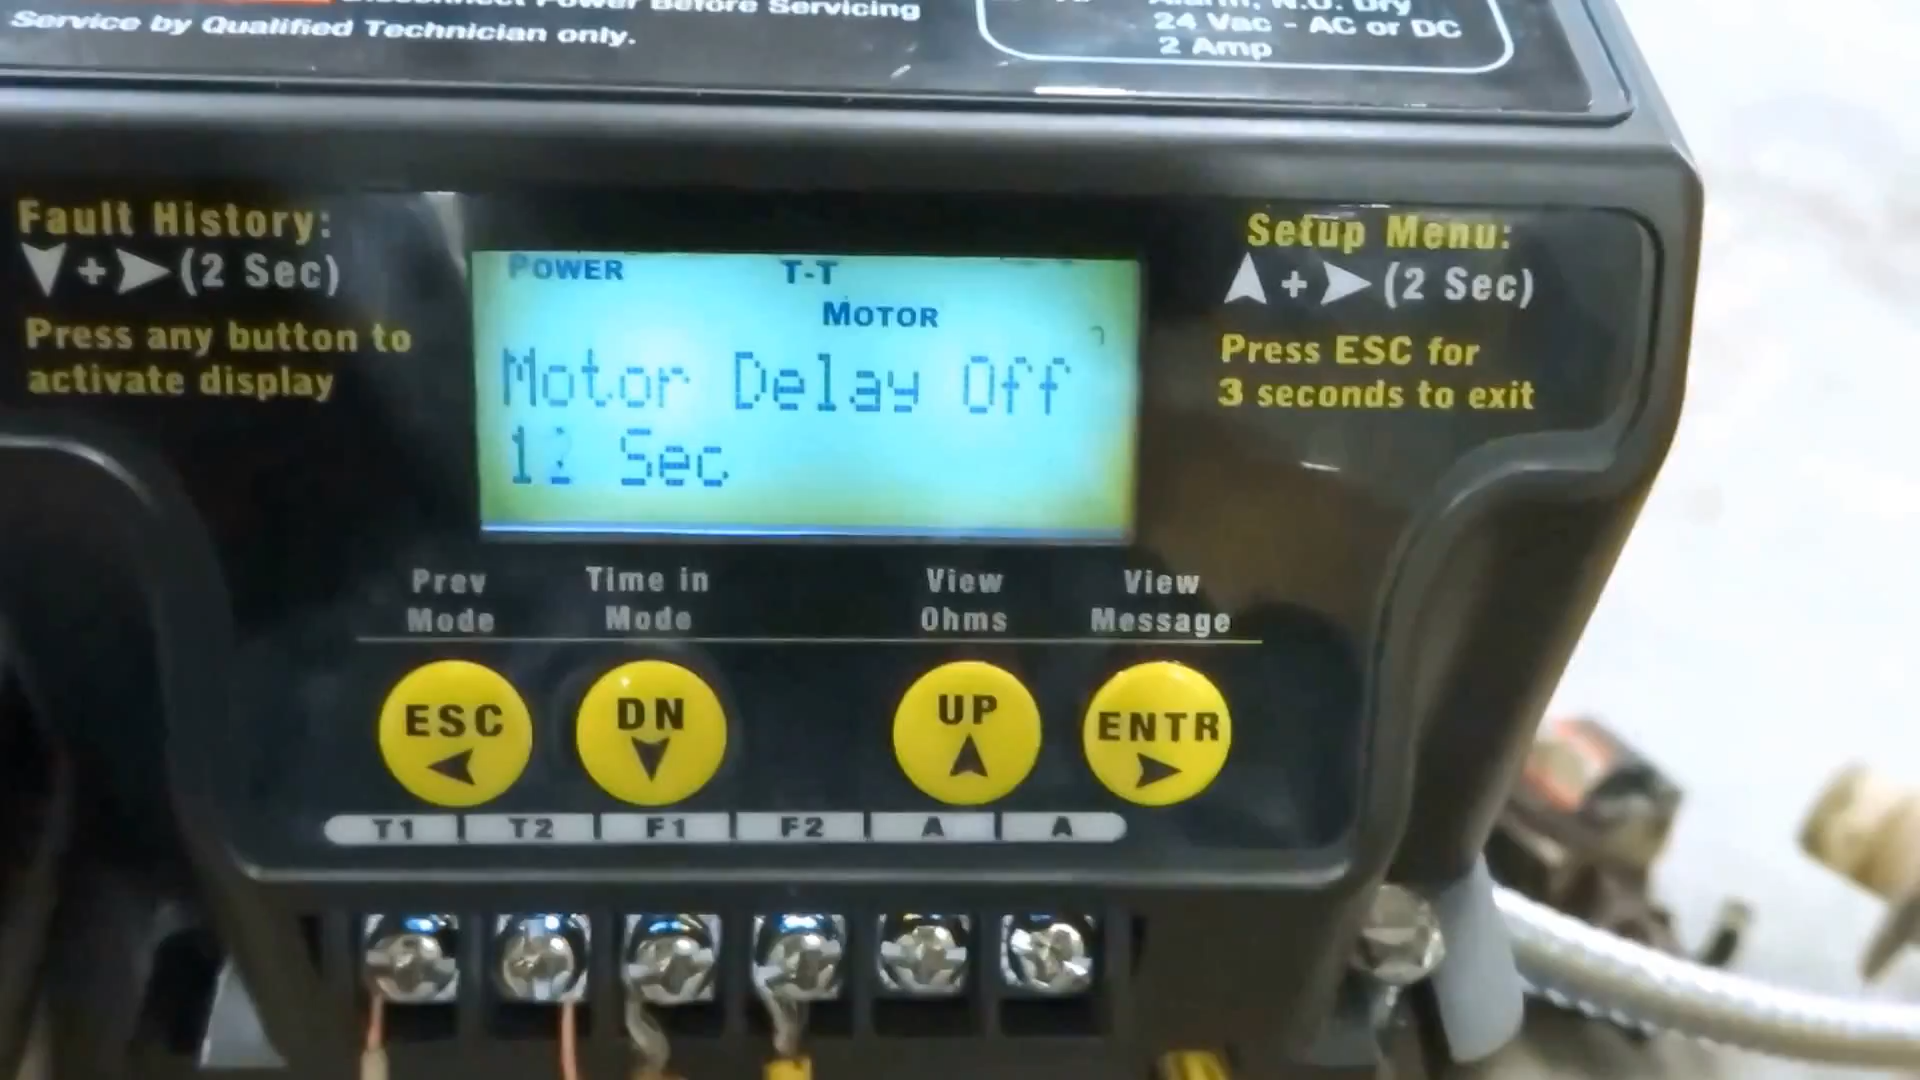 Disconnect Power Before Servicing
Service by Qualified Technician only.
Alarm, N.O. Dry
24 Vac - AC or DC
2 Amp
Fault History:
▼+➤(2 Sec)
Press any button to
activate display
Setup Menu:
▲+➤(2 Sec)
Press ESC for
3 seconds to exit
POWER T-T
MOTOR
Motor Delay Off
Sec
Prev Mode
Time in Mode
View Ohms
View Message
ESC
DN
UP
ENTR
T1 T2 F1 F2 A A